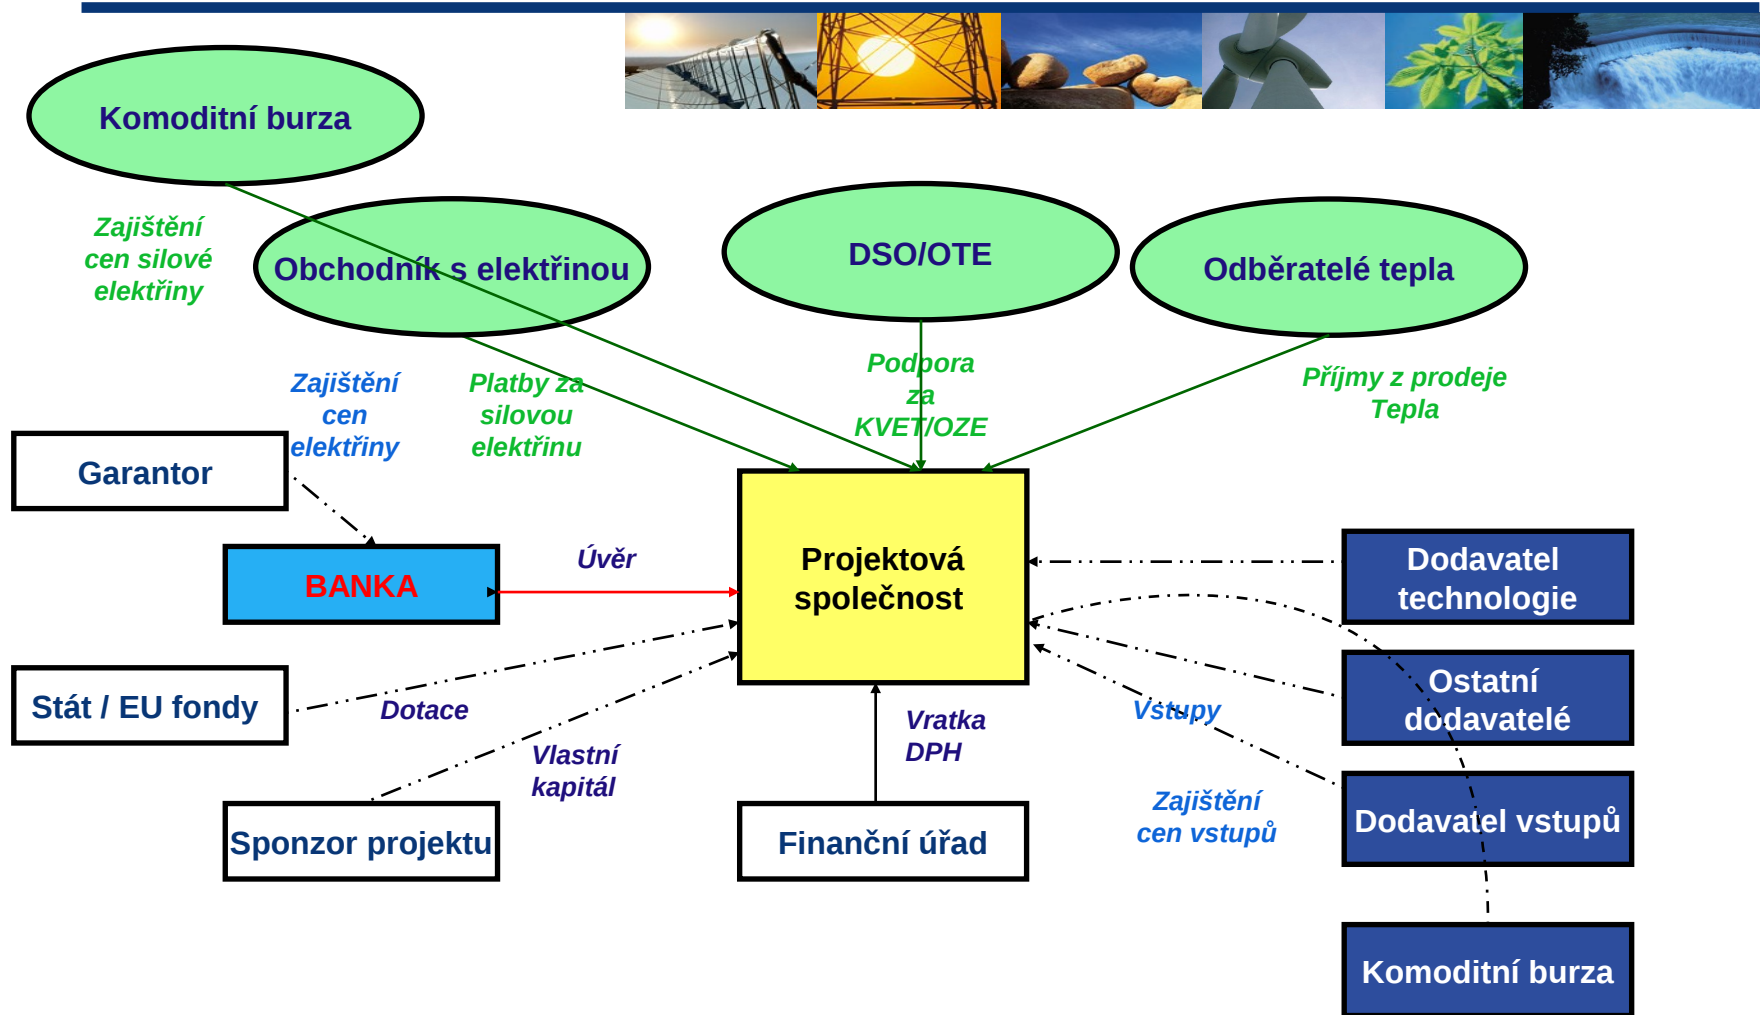 Komoditní burza
Zajištění
cen silové
elektřiny
Obchodník s elektřinou
DSO/OTE
Odběratelé tepla
Zajištění
cen
elektřiny
Platby za
silovou
elektřinu
Podpora
za
KVET/OZE
Příjmy z prodeje
Tepla
Garantor
BANKA
Úvěr
Projektová
společnost
Dodavatel
technologie
Stát / EU fondy
Dotace
Vlastní
kapitál
Vratka
DPH
Vstupy
Ostatní
dodavatelé
Zajištění
cen vstupů
Dodavatel vstupů
Sponzor projektu
Finanční úřad
Komoditní burza